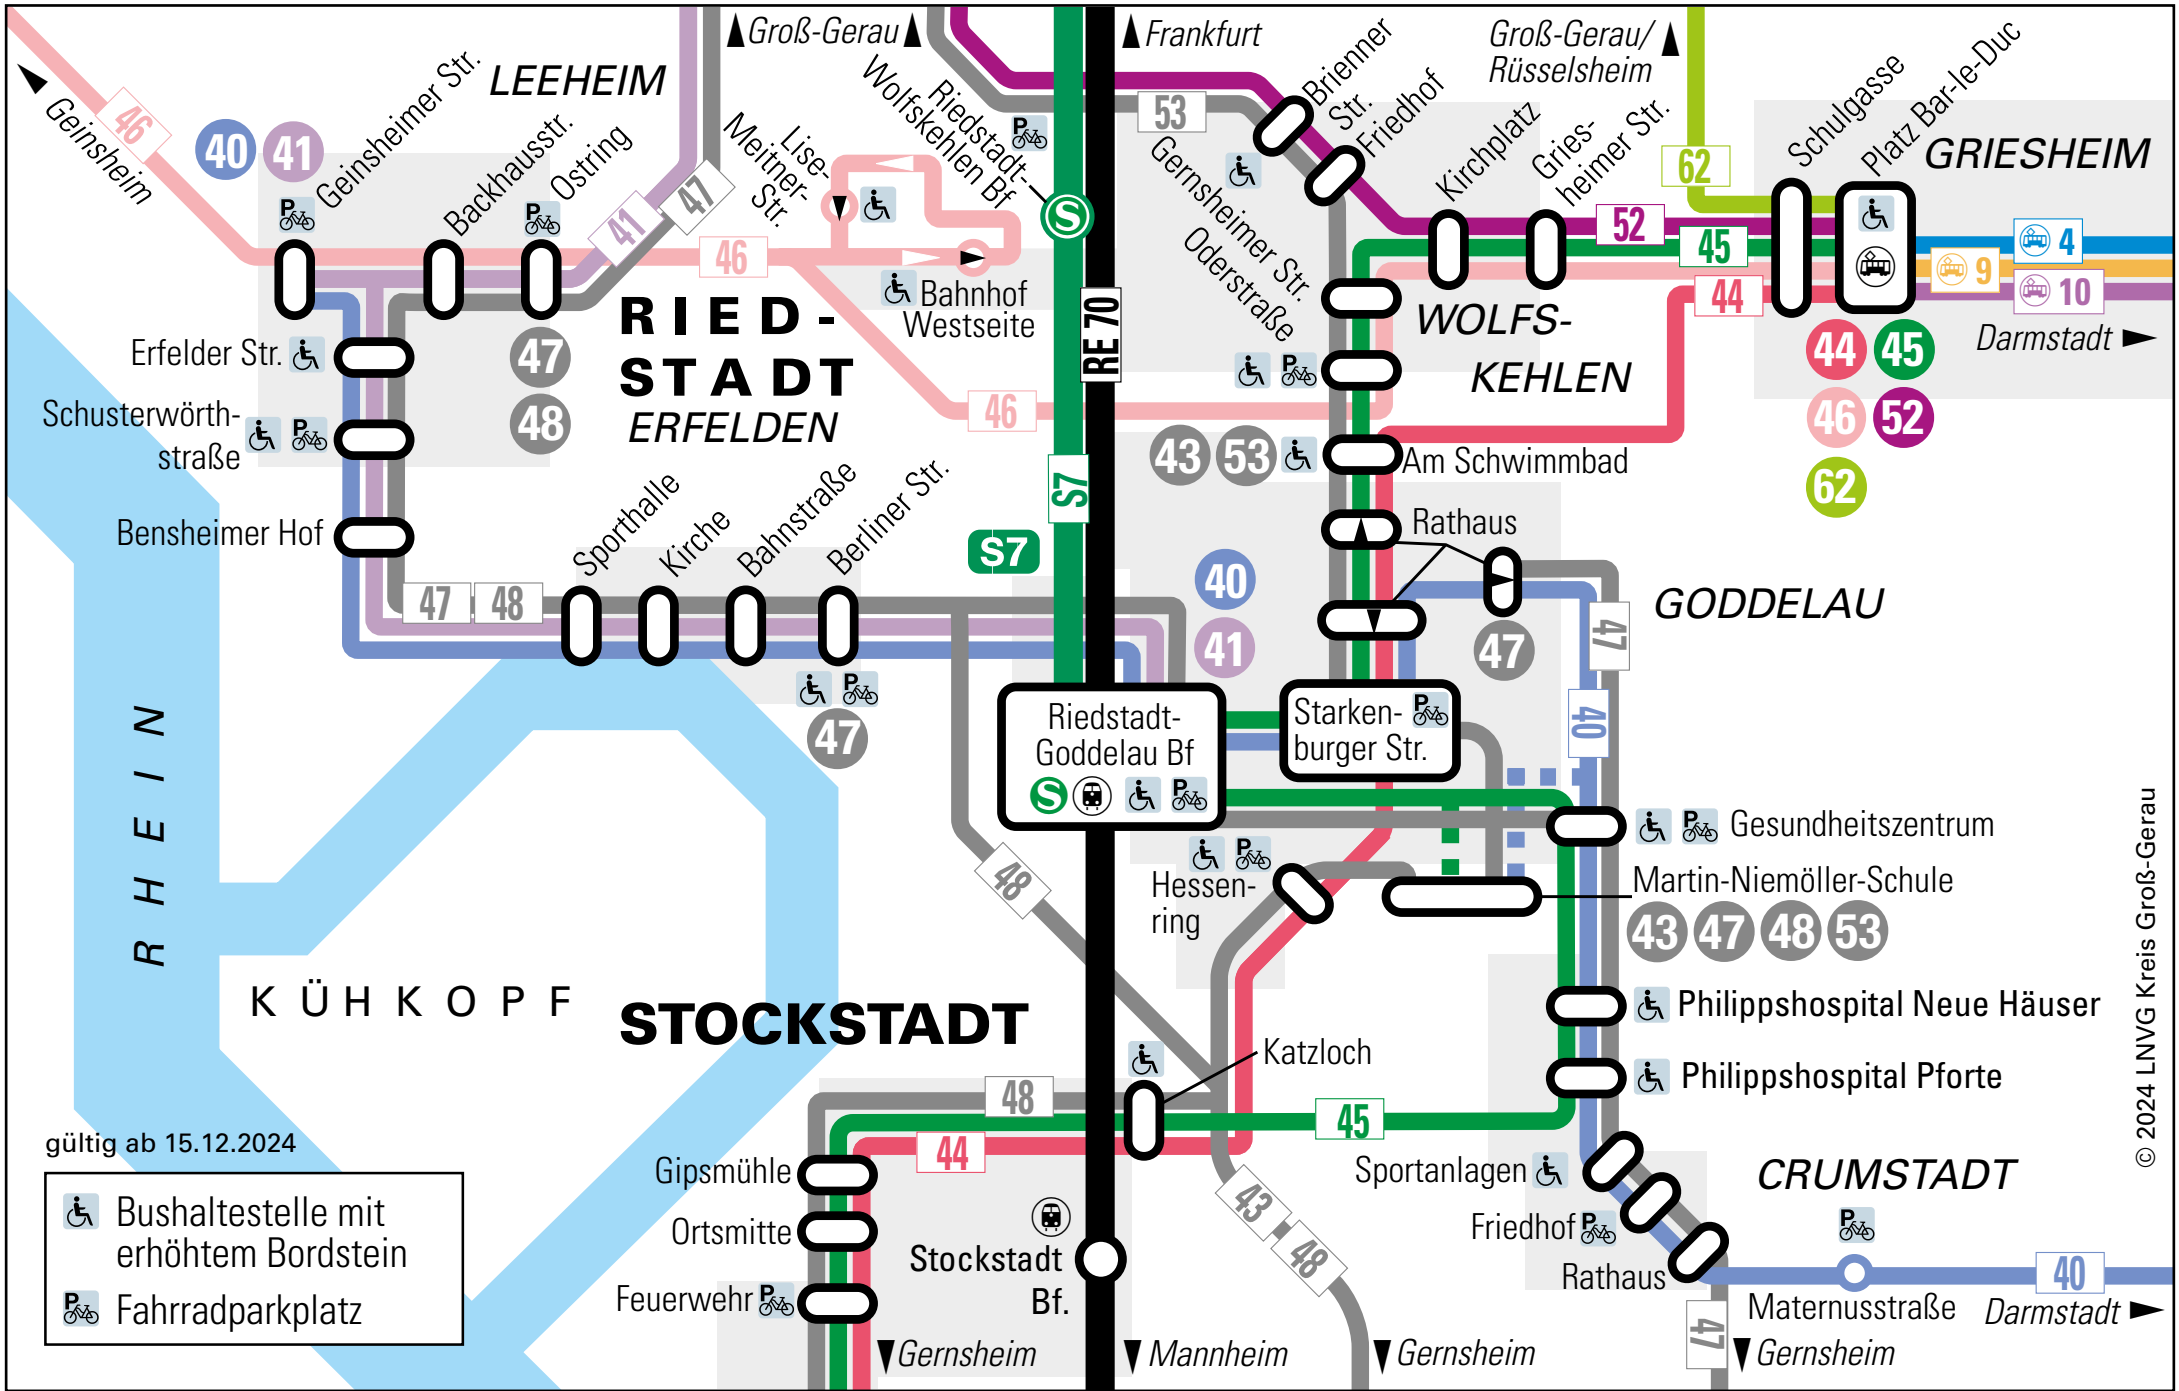 Groß-Gerau
Frankfurt
Groß-Gerau/
Rüsselsheim
Geinsheim
46
40
41
LEEHEIM
Geinsheimer Str.
Backhausstr.
Ostring
41
47
46
Lise-
Meitner-
Str.
Riedstadt-
Wolfskehlen Bf
S
53
Brienner
Str.
Friedhof
Gernsheimer Str.
Oderstraße
Kirchplatz
Gries-
heimer Str.
62
Schulgasse
Platz Bar-le-Duc
GRIESHEIM
52
45
44
4
9
10
Darmstadt
44
45
46
52
62
RIED-
STADT
ERFELDEN
Bahnhof
Westseite
RE 70
46
S7
S7
WOLFS-
KEHLEN
Erfelder Str.
Schusterwörth-
straße
Bensheimer Hof
47
48
47
48
Sporthalle
Kirche
Bahnstraße
Berliner Str.
47
43
53
Am Schwimmbad
Rathaus
40
41
47
GODDELAU
47
40
Riedstadt-
Goddelau Bf
S
Starken-
burger Str.
Gesundheitszentrum
Martin-Niemöller-Schule
43
47
48
53
Hessen-
ring
48
RHEIN
KÜHKOPF
STOCKSTADT
Philippshospital Neue Häuser
Philippshospital Pforte
Katzloch
48
45
44
Gipsmühle
Ortsmitte
Feuerwehr
Stockstadt
Bf.
43
48
Sportanlagen
Friedhof
Rathaus
CRUMSTADT
Maternusstraße
40
Darmstadt
47
Gernsheim
Mannheim
Gernsheim
Gernsheim
gültig ab 15.12.2024
Bushaltestelle mit
erhöhtem Bordstein
P
Fahrradparkplatz
© 2024 LNVG Kreis Groß-Gerau